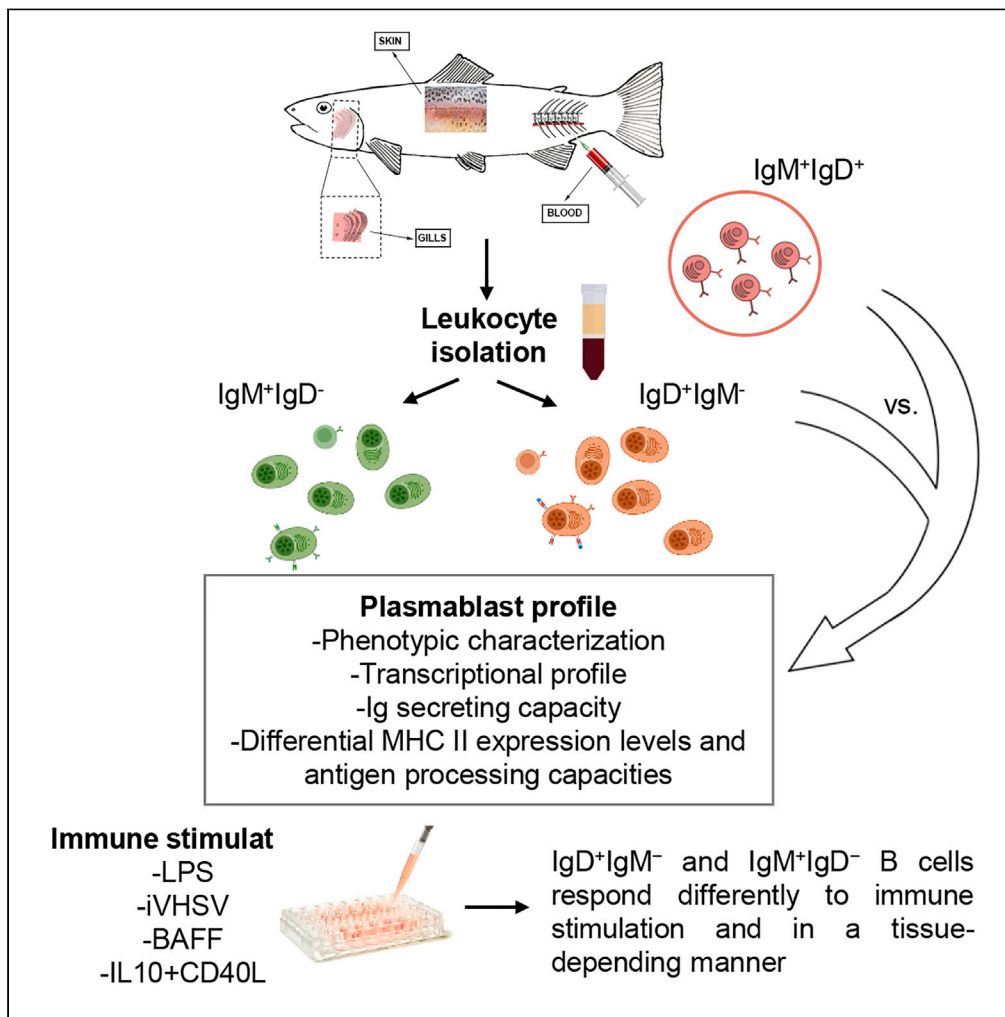 SKIN
IgM⁺IgD⁺
BLOOD
GILLS
Leukocyte
isolation
IgM⁺IgD⁻
IgD⁺IgM⁻
vs.
Plasmablast profile
-Phenotypic characterization
-Transcriptional profile
-Ig secreting capacity
-Differential MHC II expression levels and
antigen processing capacities
Immune stimulat
-LPS
-iVHSV
-BAFF
-IL10+CD40L
IgD⁺IgM⁻ and IgM⁺IgD⁻ B cells
respond differently to immune
stimulation and in a tissue-
depending manner